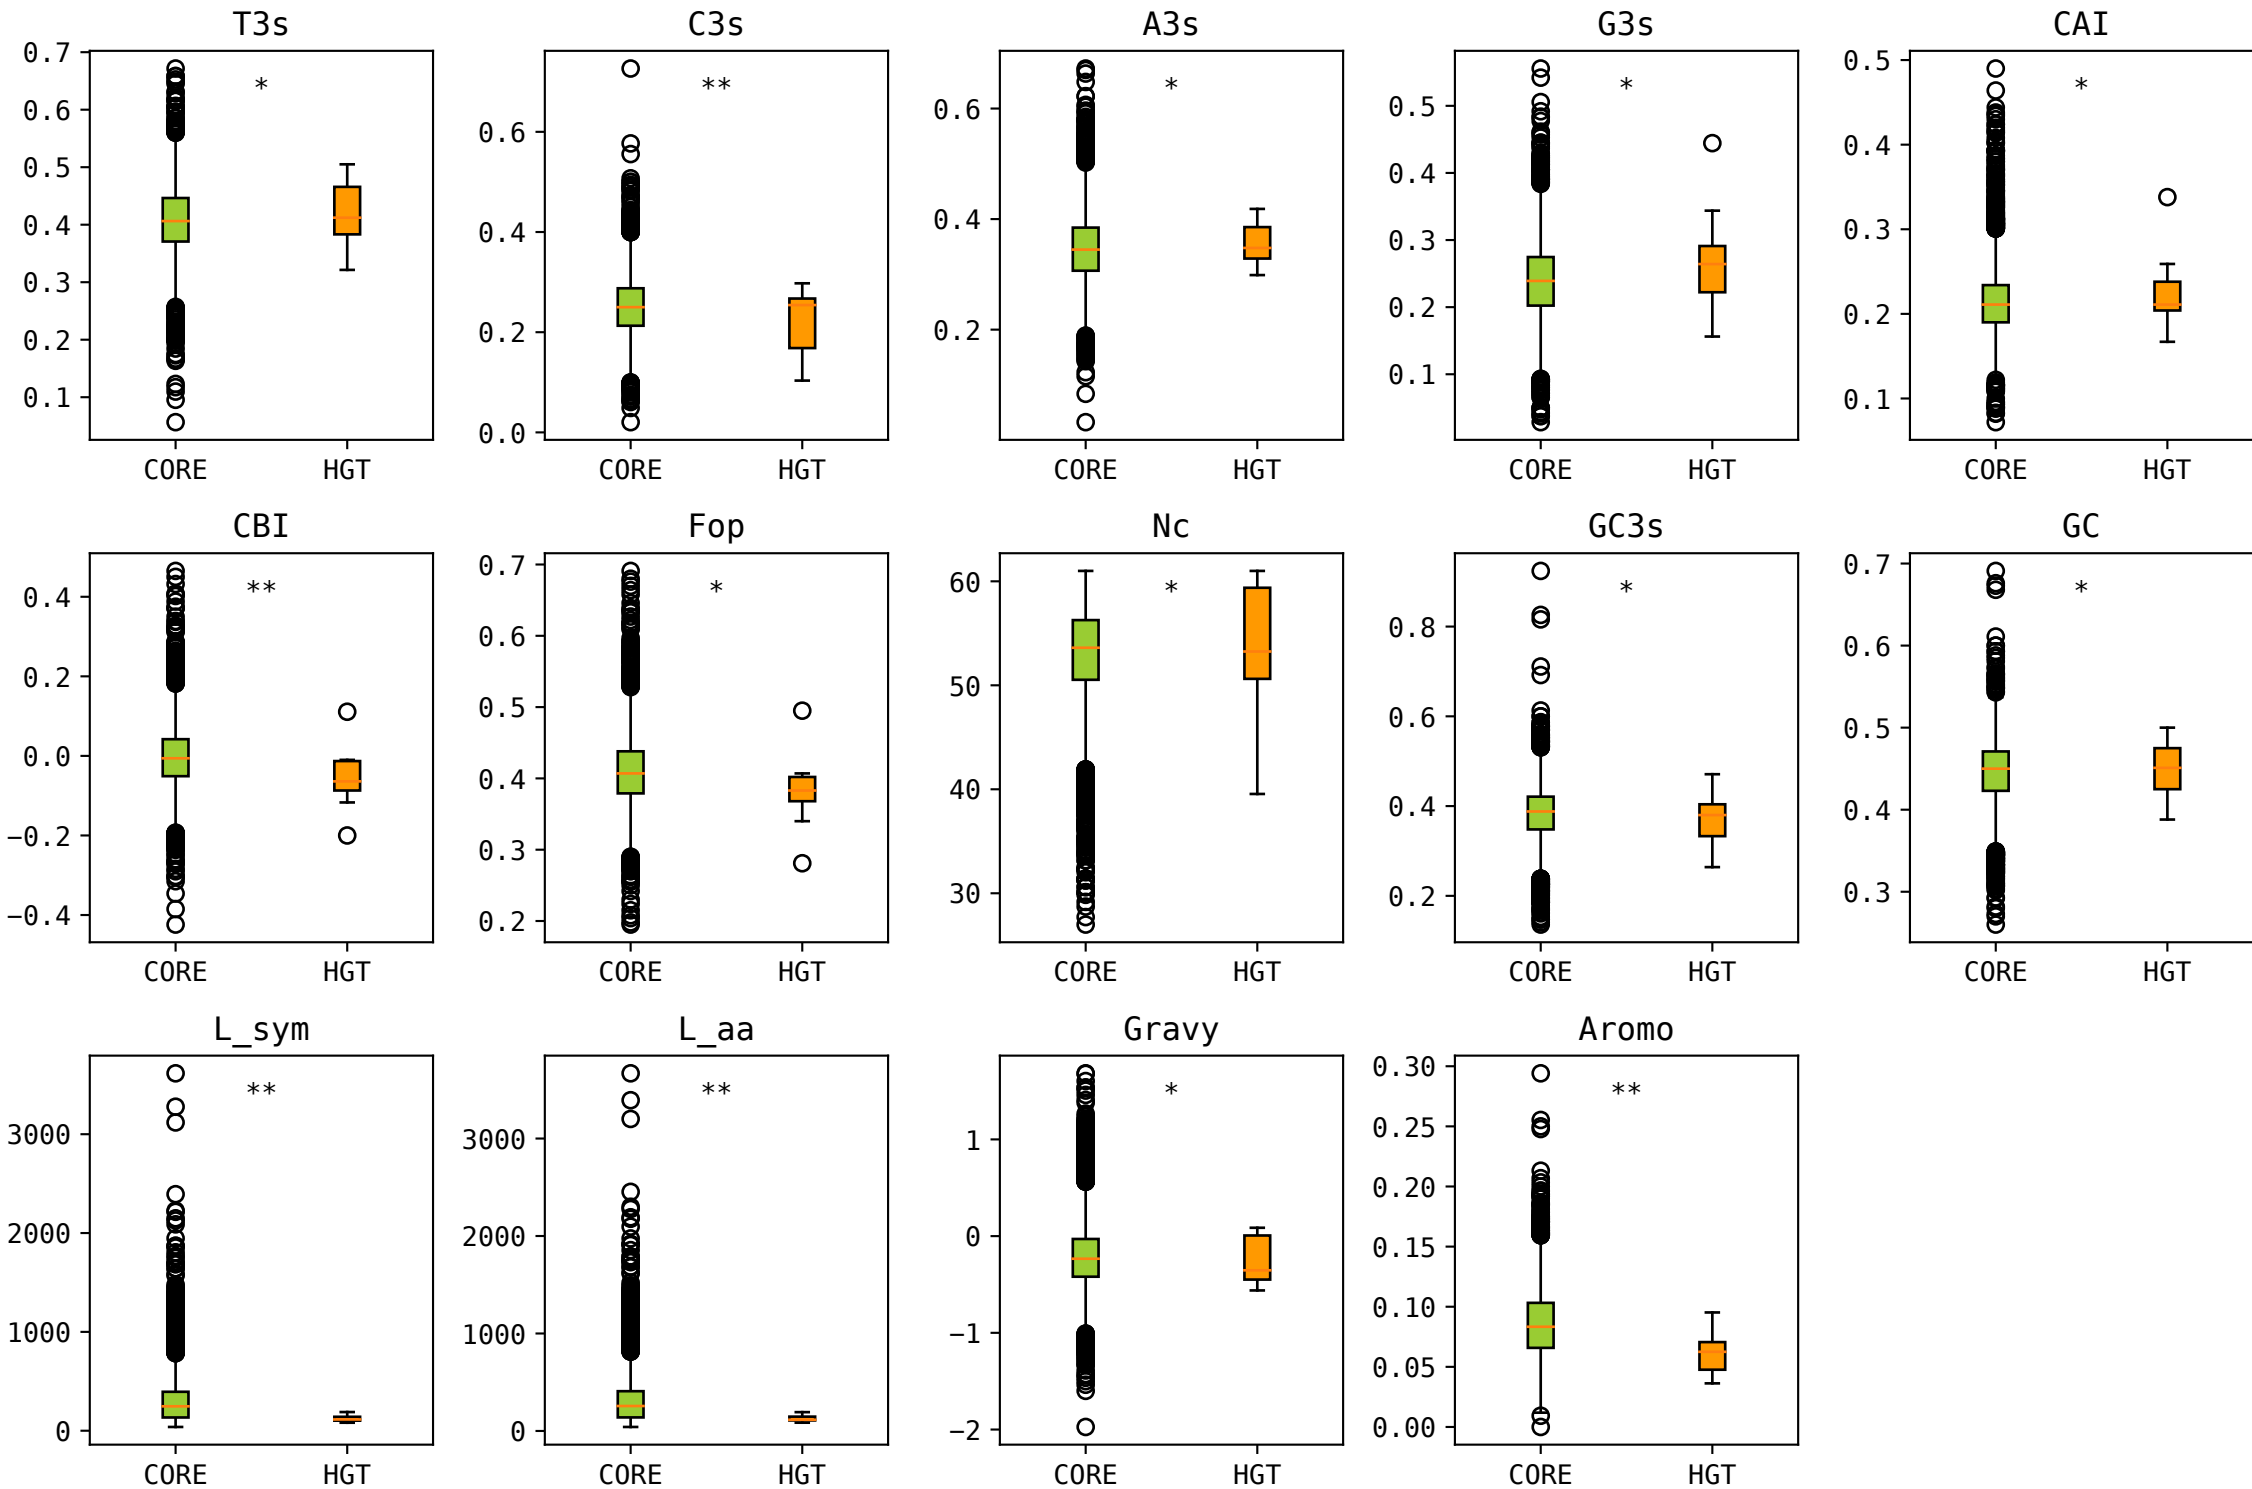 T3s
0.7
0.6
0.5
0.4
0.3
0.2
0.1
*
CORE HGT
C3s
0.6
0.4
0.2
0.0
**
CORE HGT
A3s
0.6
0.4
0.2
*
CORE HGT
G3s
0.5
0.4
0.3
0.2
0.1
*
CORE HGT
CAI
0.5
0.4
0.3
0.2
0.1
*
CORE HGT
CBI
0.4
0.2
0.0
−0.2
−0.4
**
CORE HGT
Fop
0.7
0.6
0.5
0.4
0.3
0.2
*
CORE HGT
Nc
60
50
40
30
*
CORE HGT
GC3s
0.8
0.6
0.4
0.2
*
CORE HGT
GC
0.7
0.6
0.5
0.4
0.3
*
CORE HGT
L_sym
3000
2000
1000
0
**
CORE HGT
L_aa
3000
2000
1000
0
**
CORE HGT
Gravy
1
0
−1
−2
*
CORE HGT
Aromo
0.30
0.25
0.20
0.15
0.10
0.05
0.00
**
CORE HGT